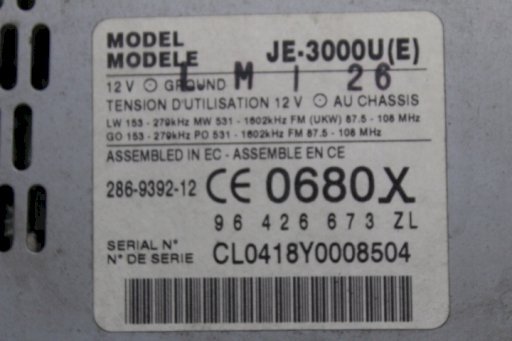 MODEL
MODELE JE-3000U(E)
L M I 26
12 V ⊙ GROUND
TENSION D'UTILISATION 12 V ⊙ AU CHASSIS
LW 153 - 279kHz MW 531 - 1602kHz FM (UKW) 87.5 - 108 MHz
GO 153 - 279kHz PO 531 - 1602kHz FM 87.5 - 108 MHz
ASSEMBLED IN EC - ASSEMBLE EN CE
286-9392-12 CE 0680X
96 426 673 ZL
SERIAL N°
N° DE SERIE CL0418Y0008504